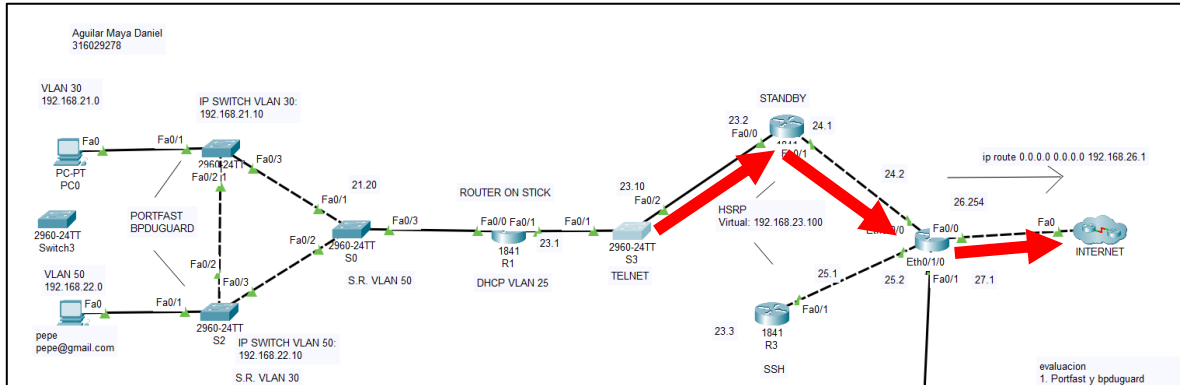 Aguilar Maya Daniel
316029278
VLAN 30
192.168.21.0
IP SWITCH VLAN 30:
192.168.21.10
Fa0
Fa0/1
PC-PT
PC0
2960-24TT
Fa0/2
1
Fa0/3
2960-24TT
Switch3
PORTFAST
BPDUGUARD
21.20
Fa0/1
Fa0/2
Fa0/3
2960-24TT
S0
S.R. VLAN 50
VLAN 50
192.168.22.0
Fa0
Fa0/1
Fa0/2
Fa0/3
2960-24TT
S2
pepe
pepe@gmail.com
IP SWITCH VLAN 50:
192.168.22.10
S.R. VLAN 30
ROUTER ON STICK
Fa0/0
Fa0/1
23.1
1841
R1
DHCP VLAN 25
Fa0/1
23.10
Fa0/2
2960-24TT
S3
TELNET
STANDBY
23.2
Fa0/0
24.1
1841
HSRP
Virtual: 192.168.23.100
24.2
ip route 0.0.0.0 0.0.0.0 192.168.26.1
26.254
Fa0/0
Eth0/1/0
Fa0/1
25.1
25.2
27.1
Fa0
INTERNET
23.3
Fa0/1
1841
R3
SSH
evaluacion
1. Portfast y bpduguard